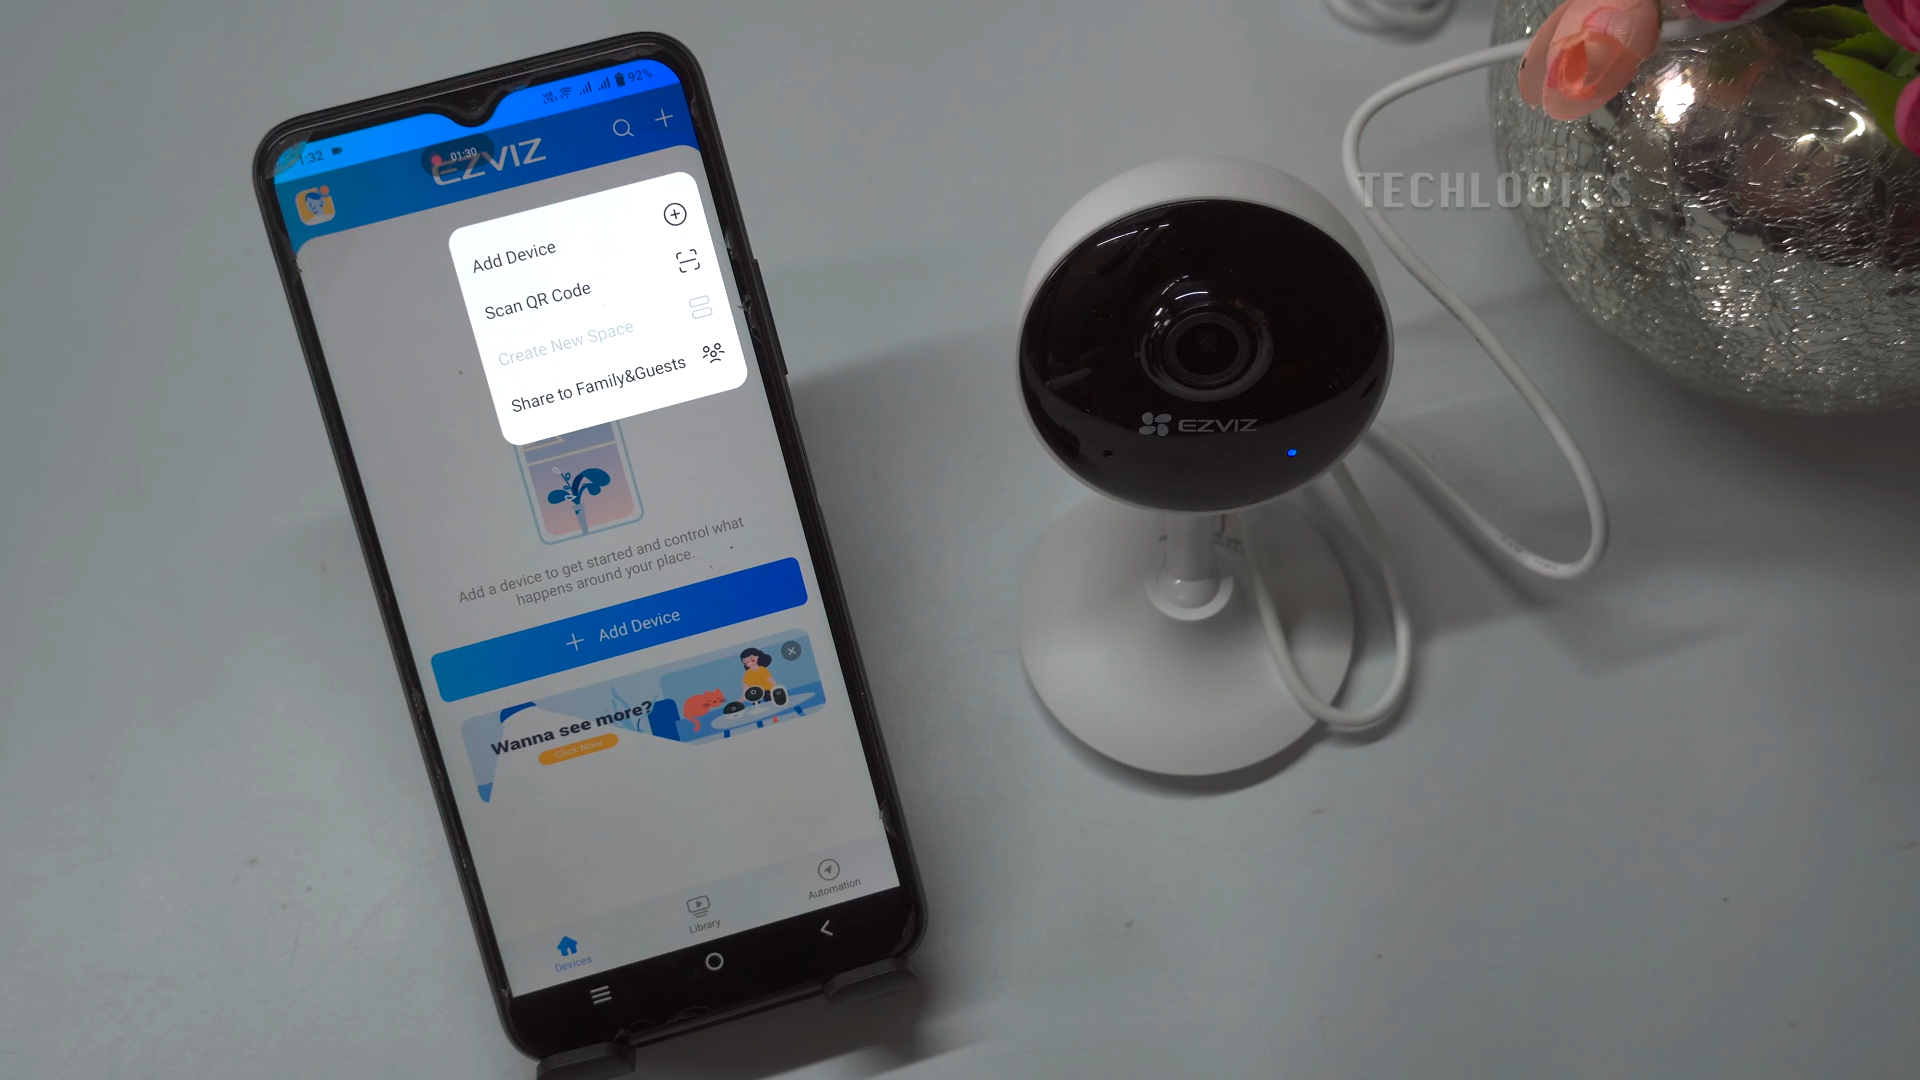 1:32
92%
01:30
EZVIZ
Add Device
Scan QR Code
Create New Space
Share to Family&Guests
Add a device to get started and control what
happens around your place.
Add Device
Wanna see more?
Click Now
Devices
Library
Automation
EZVIZ
TECHLOGICS